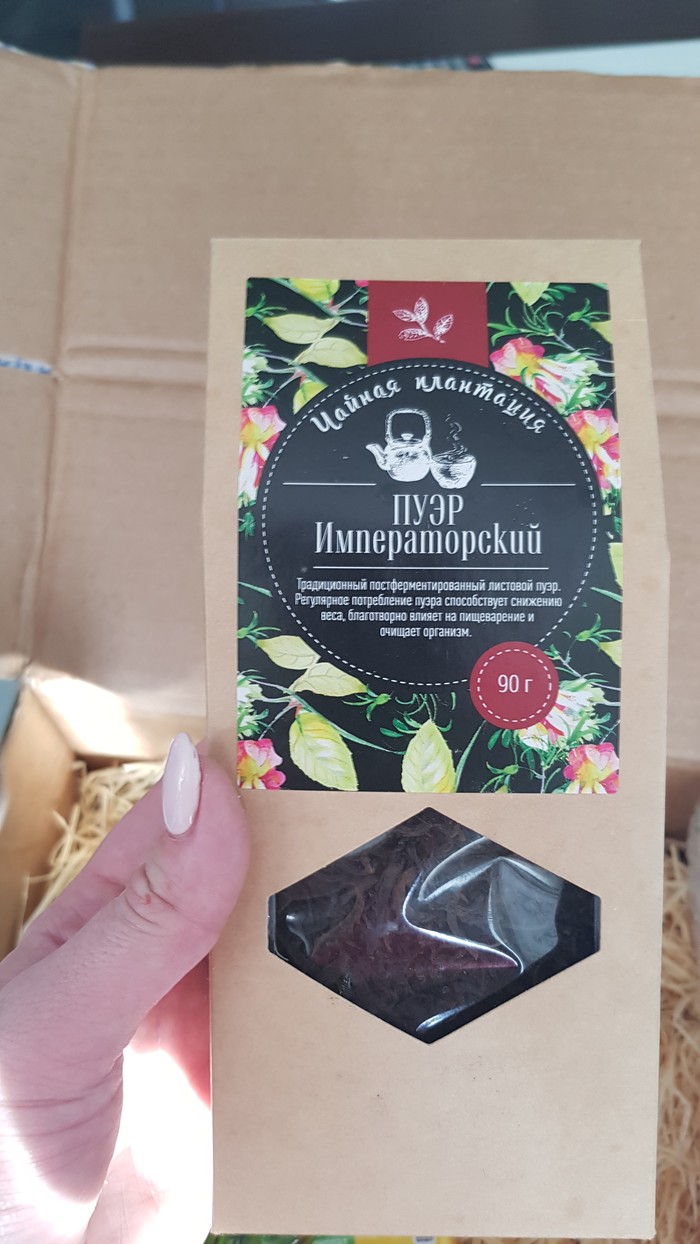 Чайная плантация
ПУЭР
Императорский
Традиционный постферментированный листовой пуэр.
Регулярное потребление пуэра способствует снижению
веса, благотворно влияет на пищеварение и
очищает организм.
90 г